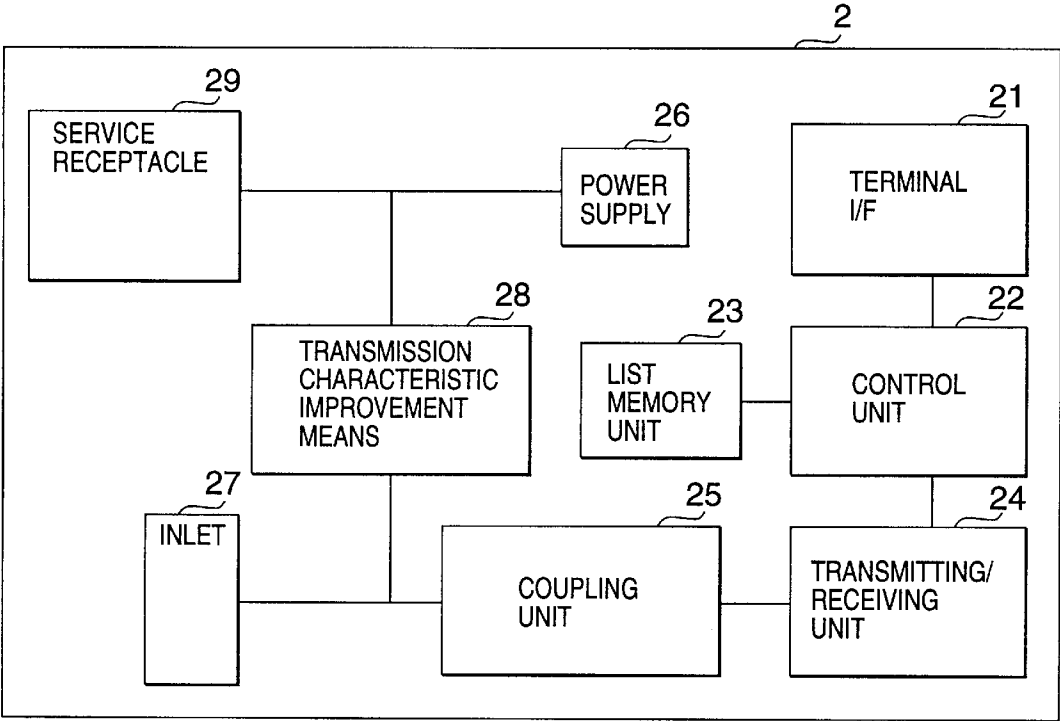 2
29
SERVICE
RECEPTACLE
26
POWER
SUPPLY
21
TERMINAL
I/F
28
TRANSMISSION
CHARACTERISTIC
IMPROVEMENT
MEANS
23
LIST
MEMORY
UNIT
22
CONTROL
UNIT
27
INLET
25
COUPLING
UNIT
24
TRANSMITTING/
RECEIVING
UNIT